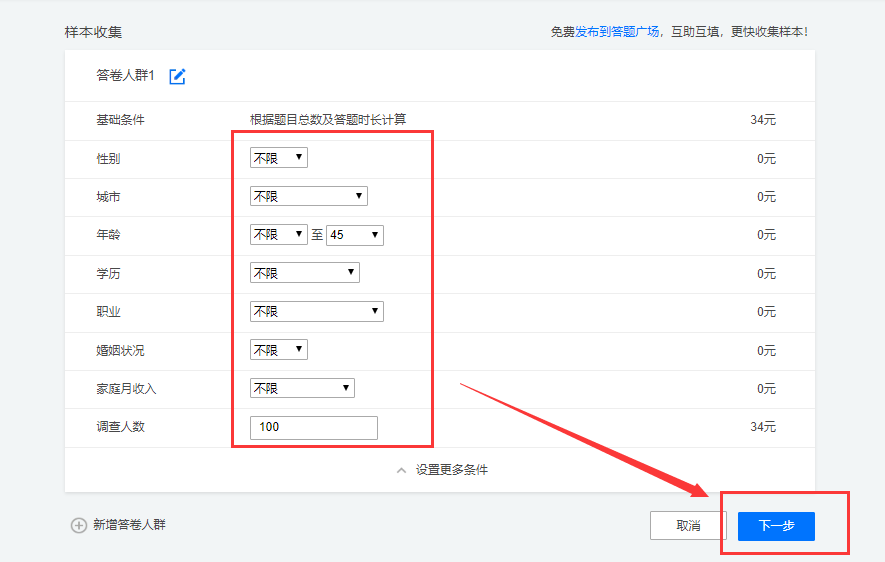 样本收集
免费发布到答题广场，互助互填，更快收集样本！
答卷人群1
基础条件 根据题目总数及答题时长计算 34元
性别 不限 0元
城市 不限 0元
年龄 不限 至 45 0元
学历 不限 0元
职业 不限 0元
婚姻状况 不限 0元
家庭月收入 不限 0元
调查人数 100 34元
设置更多条件
新增答卷人群 取消 下一步